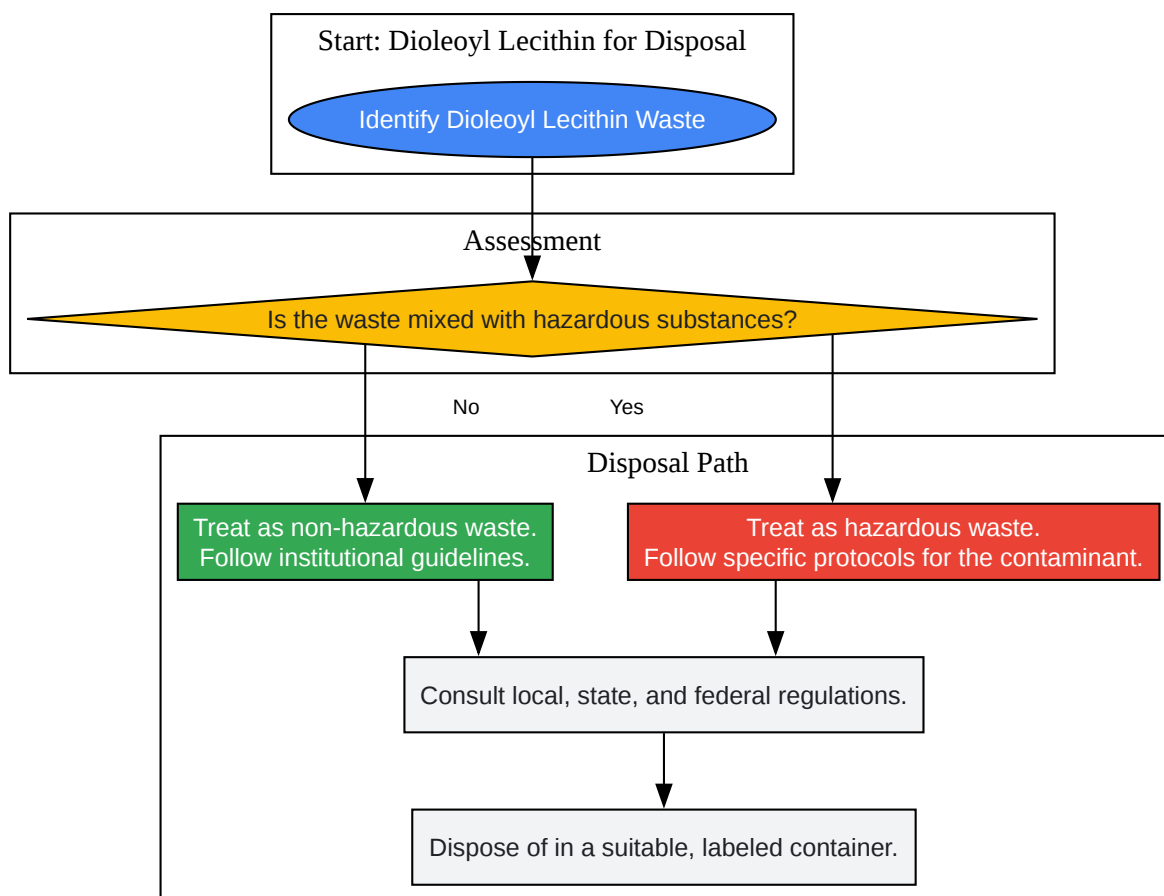 Start: Dioleoyl Lecithin for Disposal
Identify Dioleoyl Lecithin Waste
Assessment
Is the waste mixed with hazardous substances?
No
Yes
Disposal Path
Treat as non-hazardous waste.
Follow institutional guidelines.
Treat as hazardous waste.
Follow specific protocols for the contaminant.
Consult local, state, and federal regulations.
Dispose of in a suitable, labeled container.